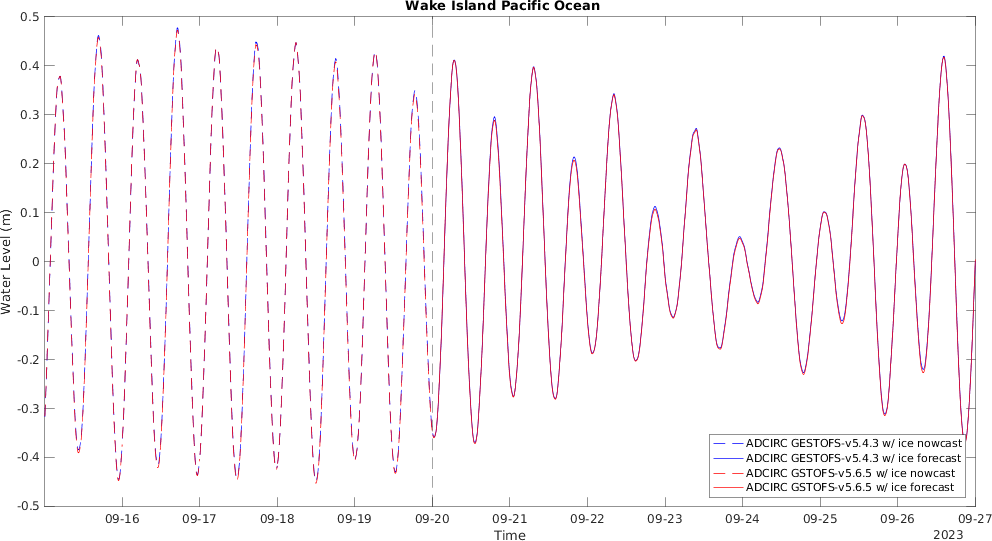 Wake Island Pacific Ocean
0.5
0.4
0.3
0.2
0.1
0
-0.1
-0.2
-0.3
-0.4
-0.5
Water Level (m)
ADCIRC GESTOFS-v5.4.3 w/ ice nowcast
ADCIRC GESTOFS-v5.4.3 w/ ice forecast
ADCIRC GSTOFS-v5.6.5 w/ ice nowcast
ADCIRC GSTOFS-v5.6.5 w/ ice forecast
09-16 09-17 09-18 09-19 09-20 09-21 09-22 09-23 09-24 09-25 09-26 09-27
Time
2023